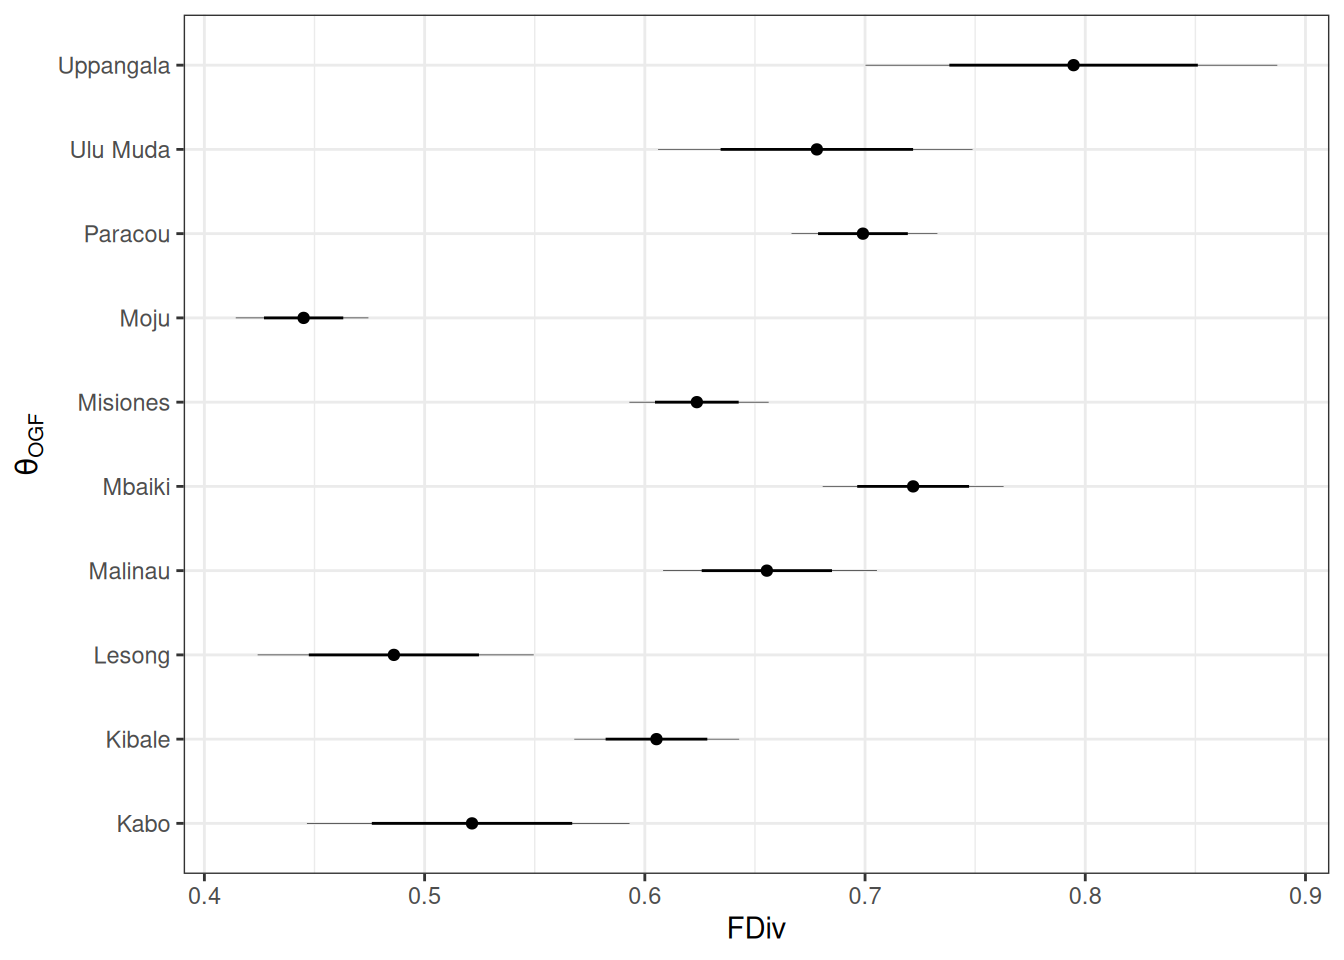 Uppangala
Ulu Muda
Paracou
Moju
Misiones
Mbaiki
Malinau
Lesong
Kibale
Kabo
θOGF
0.4 0.5 0.6 0.7 0.8 0.9
FDiv